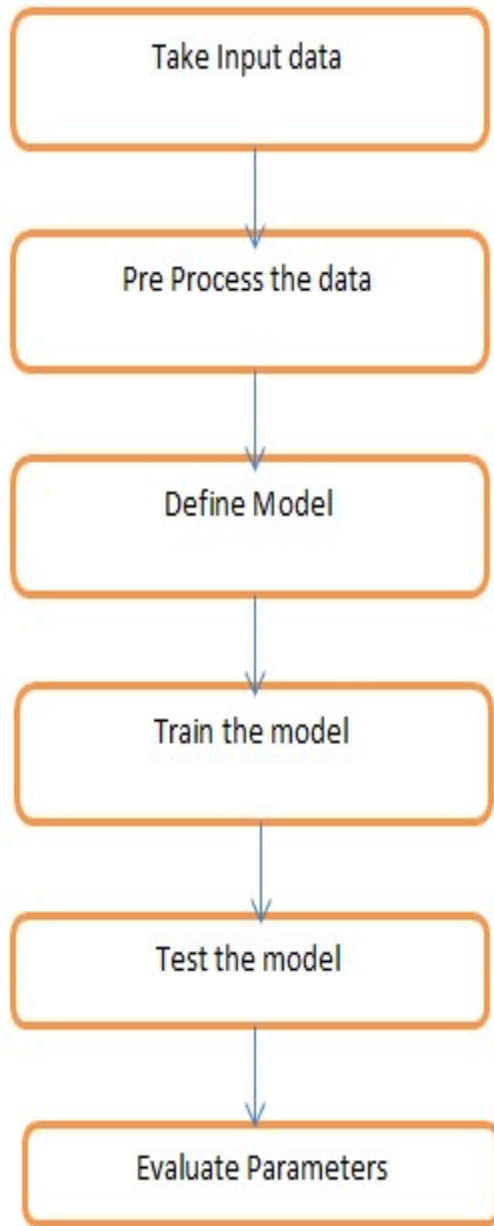 Take Input data
Pre Process the data
Define Model
Train the model
Test the model
Evaluate Parameters